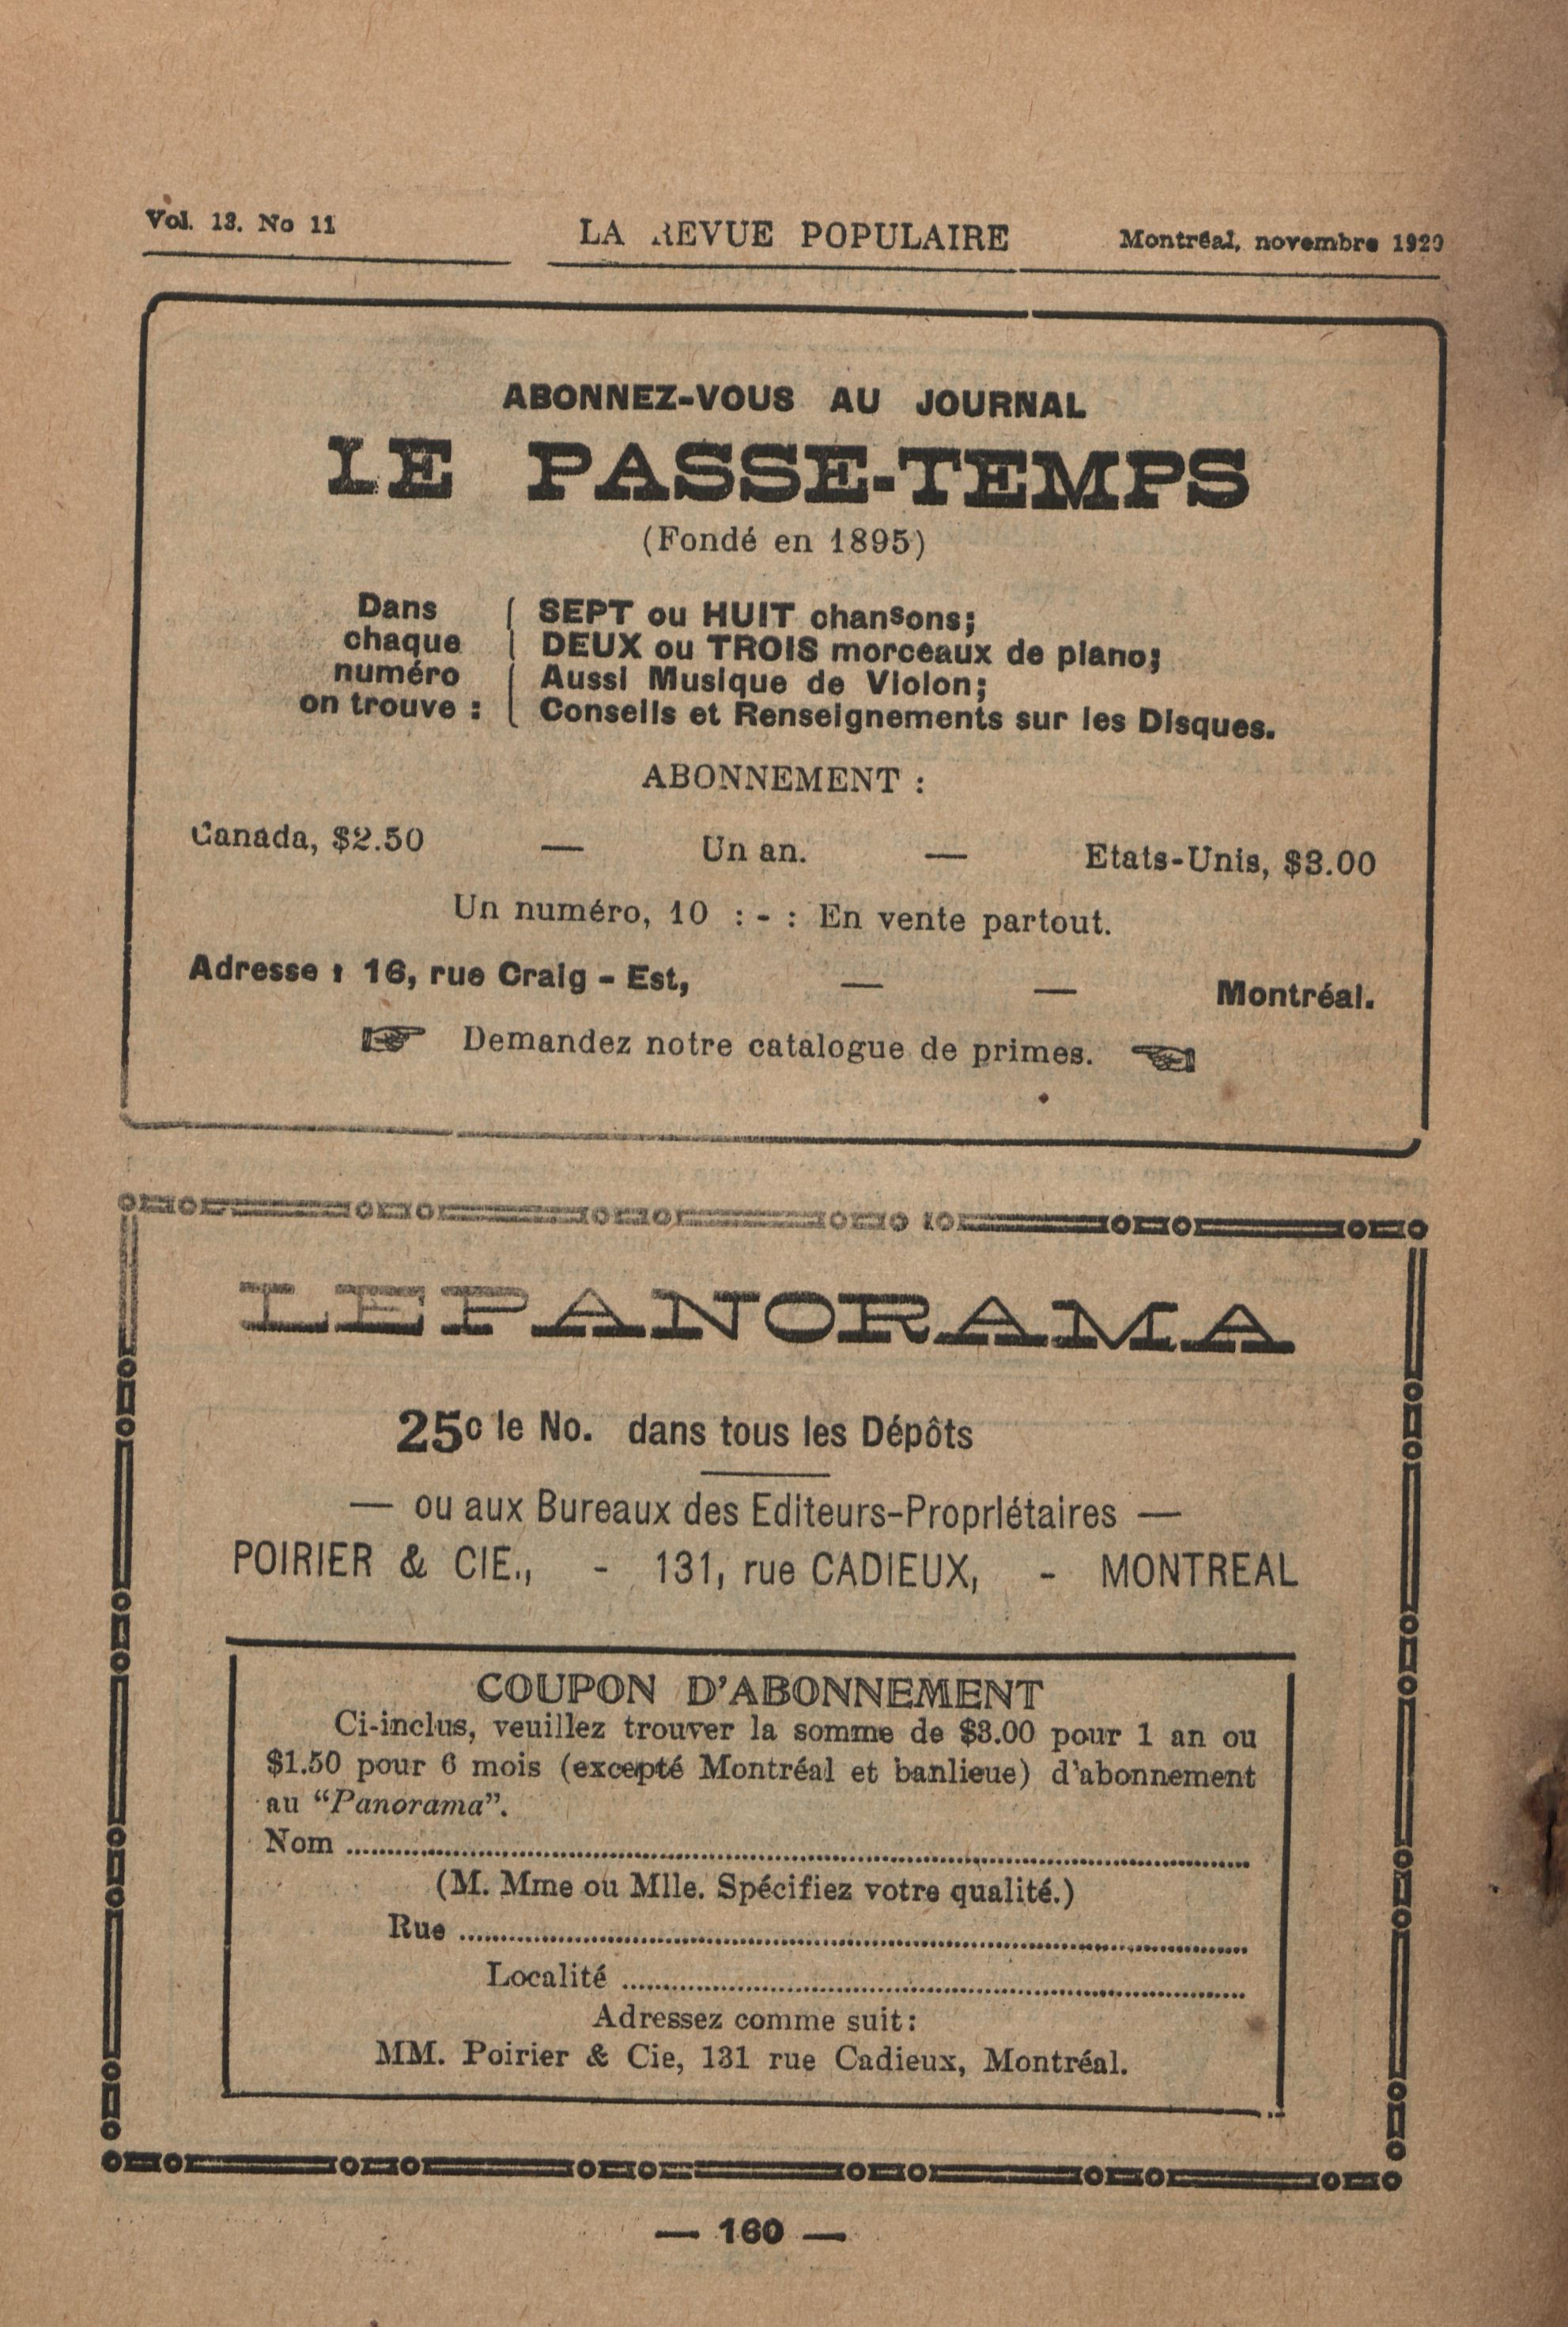 Vol. 13. No 11 LA REVUE POPULAIRE Montréal, novembre 1920
ABONNEZ-VOUS AU JOURNAL
LE PASSE-TEMPS
(Fondé en 1895)
Dans chaque numéro on trouve :
SEPT ou HUIT chansons;
DEUX ou TROIS morceaux de piano;
Aussi Musique de Violon;
Conseils et Renseignements sur les Disques.
ABONNEMENT :
Canada, $2.50 — Un an. — Etats-Unis, $3.00
Un numéro, 10 : - : En vente partout.
Adresse : 16, rue Craig - Est, — — Montréal.
☞ Demandez notre catalogue de primes. ☜
LE PANORAMA
25c le No. dans tous les Dépôts
— ou aux Bureaux des Editeurs-Propriétaires —
POIRIER & CIE., - 131, rue CADIEUX, - MONTREAL
COUPON D'ABONNEMENT
Ci-inclus, veuillez trouver la somme de $3.00 pour 1 an ou
$1.50 pour 6 mois (excepté Montréal et banlieue) d'abonnement
au "Panorama".
Nom ..........
(M. Mme ou Mlle. Spécifiez votre qualité.)
Rue ..........
Localité ..........
Adressez comme suit:
MM. Poirier & Cie, 131 rue Cadieux, Montréal.
— 160 —